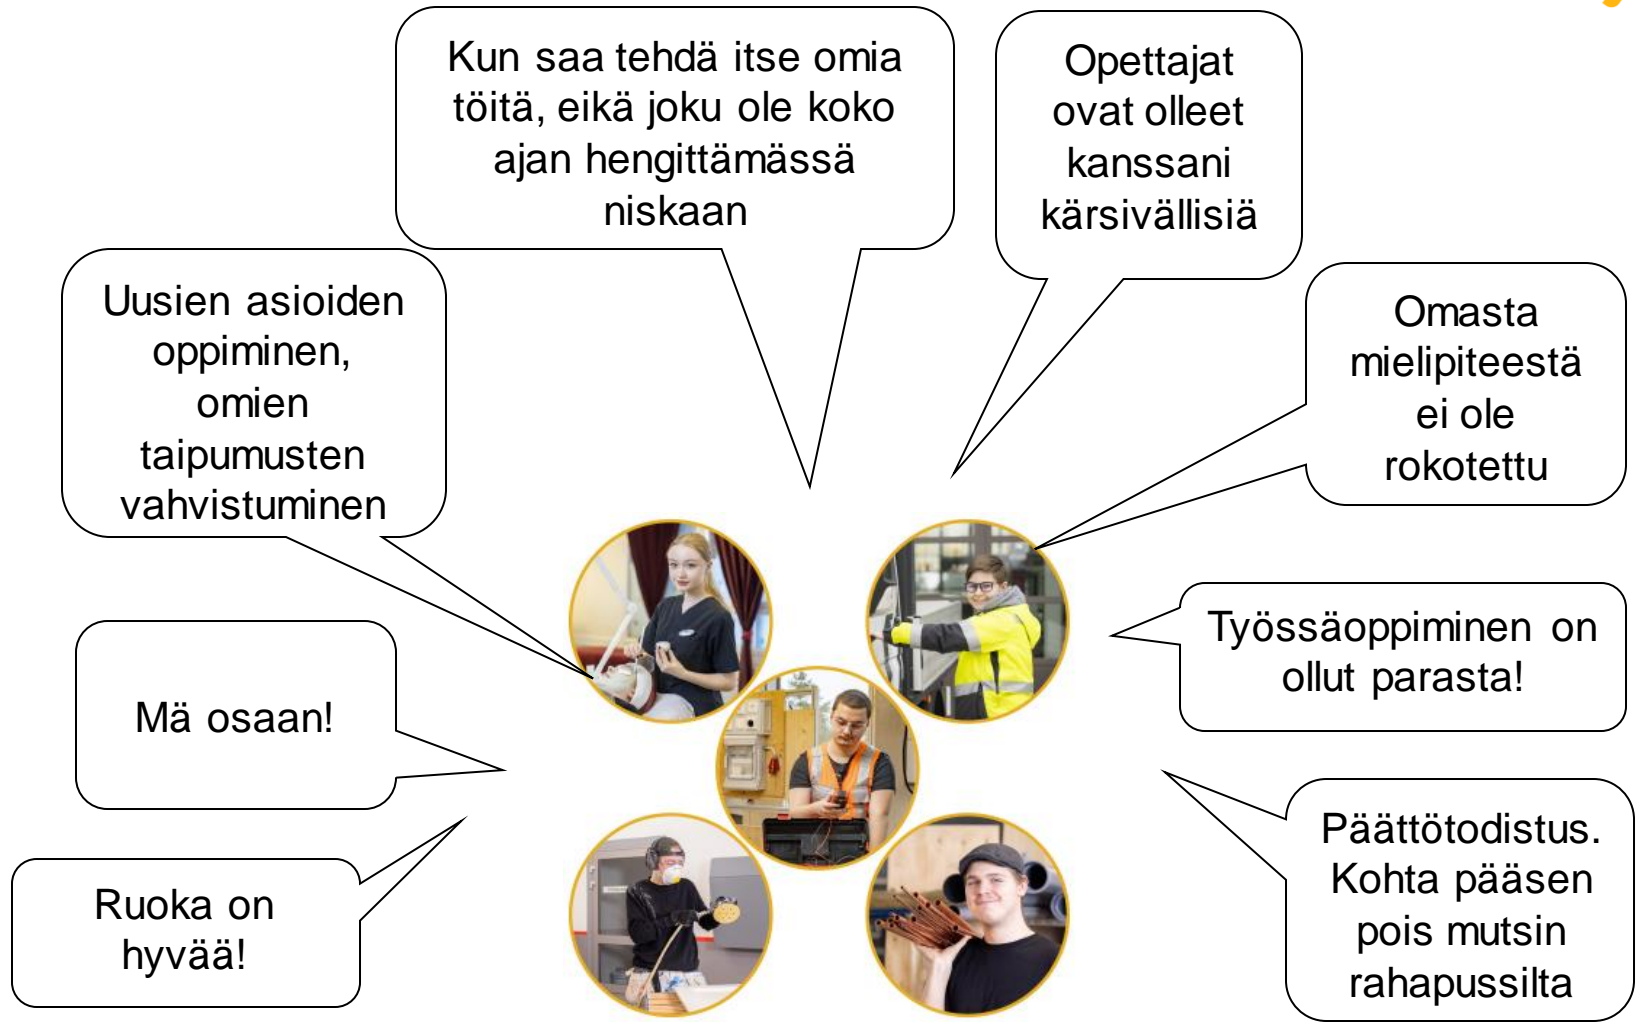 Kun saa tehdä itse omia
töitä, eikä joku ole koko
ajan hengittämässä
niskaan
Opettajat
ovat olleet
kanssani
kärsivällisiä
Uusien asioiden
oppiminen,
omien
taipumusten
vahvistuminen
Omasta
mielipiteestä
ei ole
rokotettu
Mä osaan!
Työssäoppiminen on
ollut parasta!
Ruoka on
hyvää!
Päättötodistus.
Kohta pääsen
pois mutsin
rahapussilta